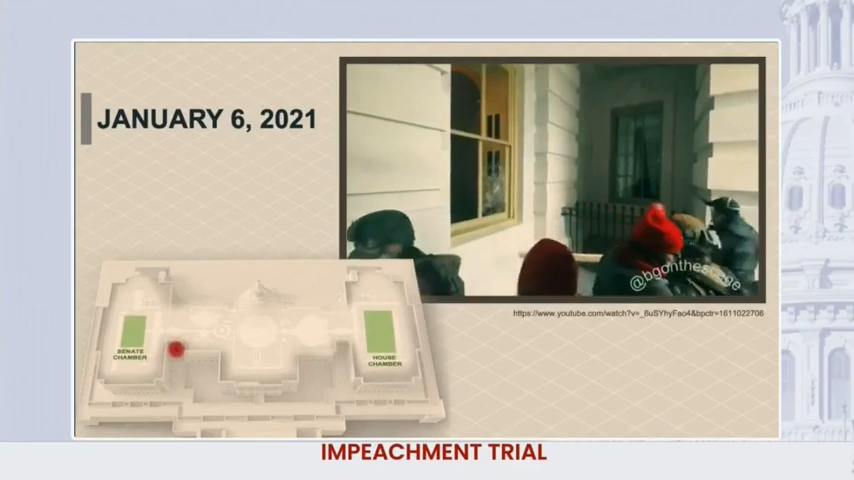 JANUARY 6, 2021
@bgonthescene
https://www.youtube.com/watch?v=_6uSYhyFao4&bpctr=1611022706
SENATE
CHAMBER
HOUSE
CHAMBER
IMPEACHMENT TRIAL